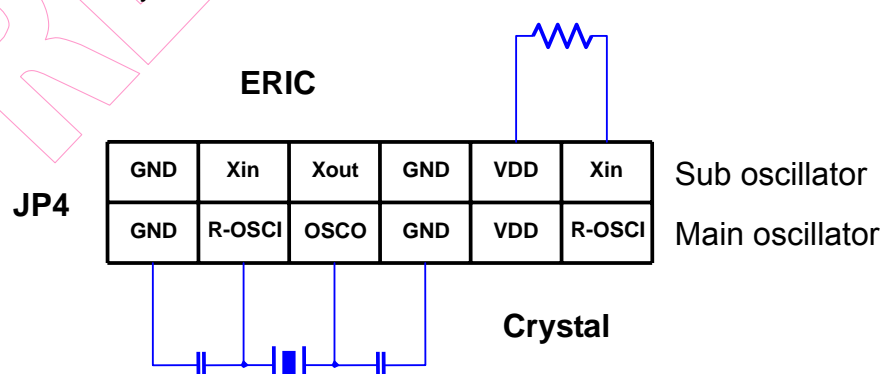 ERIC
GND Xin Xout GND VDD Xin Sub oscillator
JP4
GND R-OSCI OSCO GND VDD R-OSCI Main oscillator
Crystal